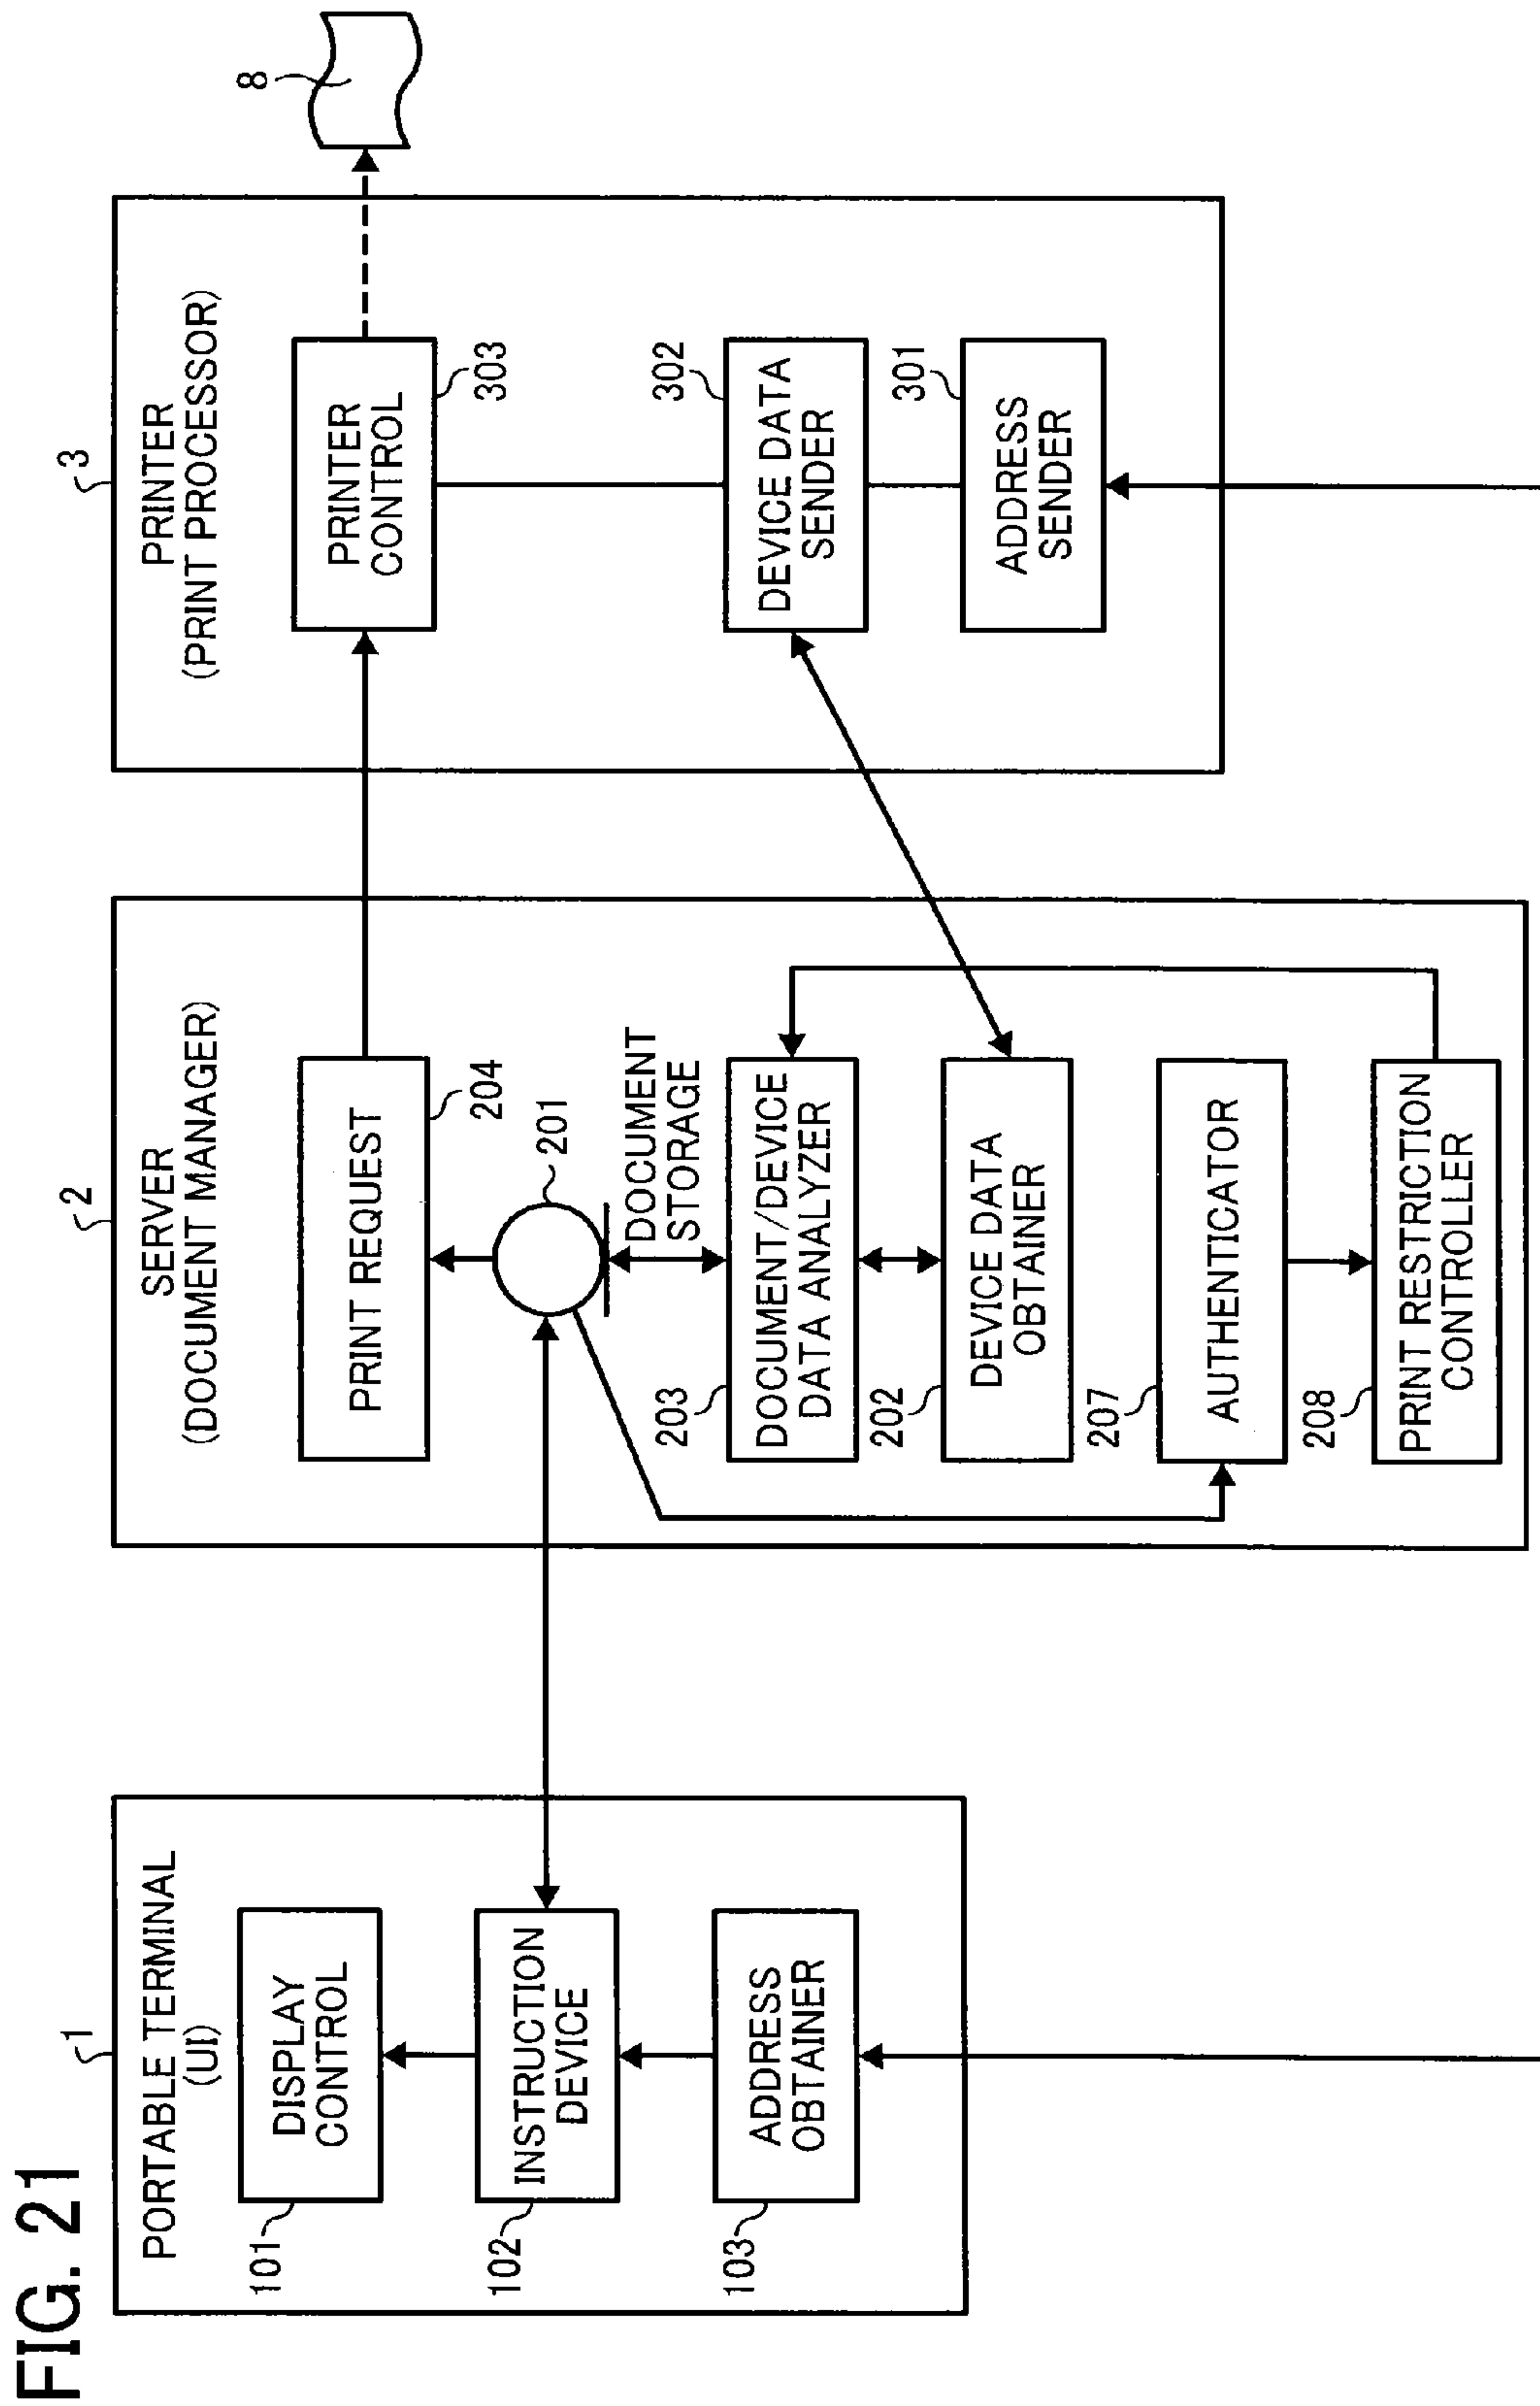 FIG. 21
1
PORTABLE TERMINAL
(UI)
101
DISPLAY
CONTROL
102
INSTRUCTION
DEVICE
103
ADDRESS
OBTAINER
2
SERVER
(DOCUMENT MANAGER)
PRINT REQUEST
204
201
DOCUMENT
STORAGE
203
DOCUMENT/DEVICE
DATA ANALYZER
202
DEVICE DATA
OBTAINER
207
AUTHENTICATOR
208
PRINT RESTRICTION
CONTROLLER
3
PRINTER
(PRINT PROCESSOR)
PRINTER
CONTROL
303
302
DEVICE DATA
SENDER
301
ADDRESS
SENDER
8